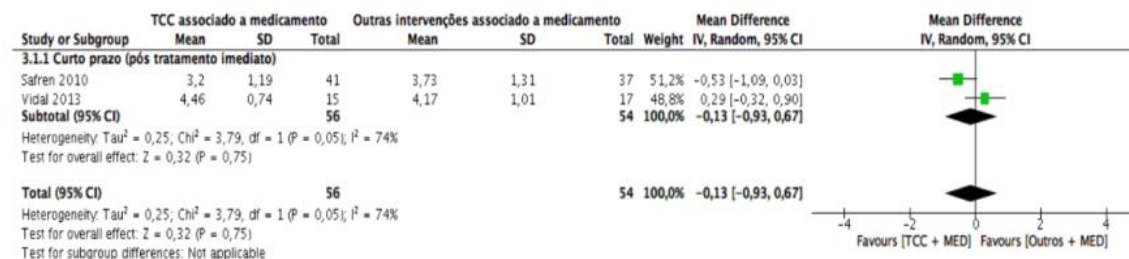 TCC associado a medicamento Outras intervenções associado a medicamento Mean Difference Mean Difference
Study or Subgroup Mean SD Total Mean SD Total Weight IV, Random, 95% CI IV, Random, 95% CI
3.1.1 Curto prazo (pós tratamento imediato)
Safren 2010 3,2 1,19 41 3,73 1,31 37 51,2% -0,53 [-1,09, 0,03]
Vidal 2013 4,46 0,74 15 4,17 1,01 17 48,8% 0,29 [-0,32, 0,90]
Subtotal (95% CI) 56 54 100,0% -0,13 [-0,93, 0,67]
Heterogeneity: Tau² = 0,25; Chi² = 3,79, df = 1 (P = 0,05); I² = 74%
Test for overall effect: Z = 0,32 (P = 0,75)
Total (95% CI) 56 54 100,0% -0,13 [-0,93, 0,67]
Heterogeneity: Tau² = 0,25; Chi² = 3,79, df = 1 (P = 0,05); I² = 74%
Test for overall effect: Z = 0,32 (P = 0,75)
Test for subgroup differences: Not applicable
-4 -2 0 2 4
Favours [TCC + MED] Favours [Outros + MED]